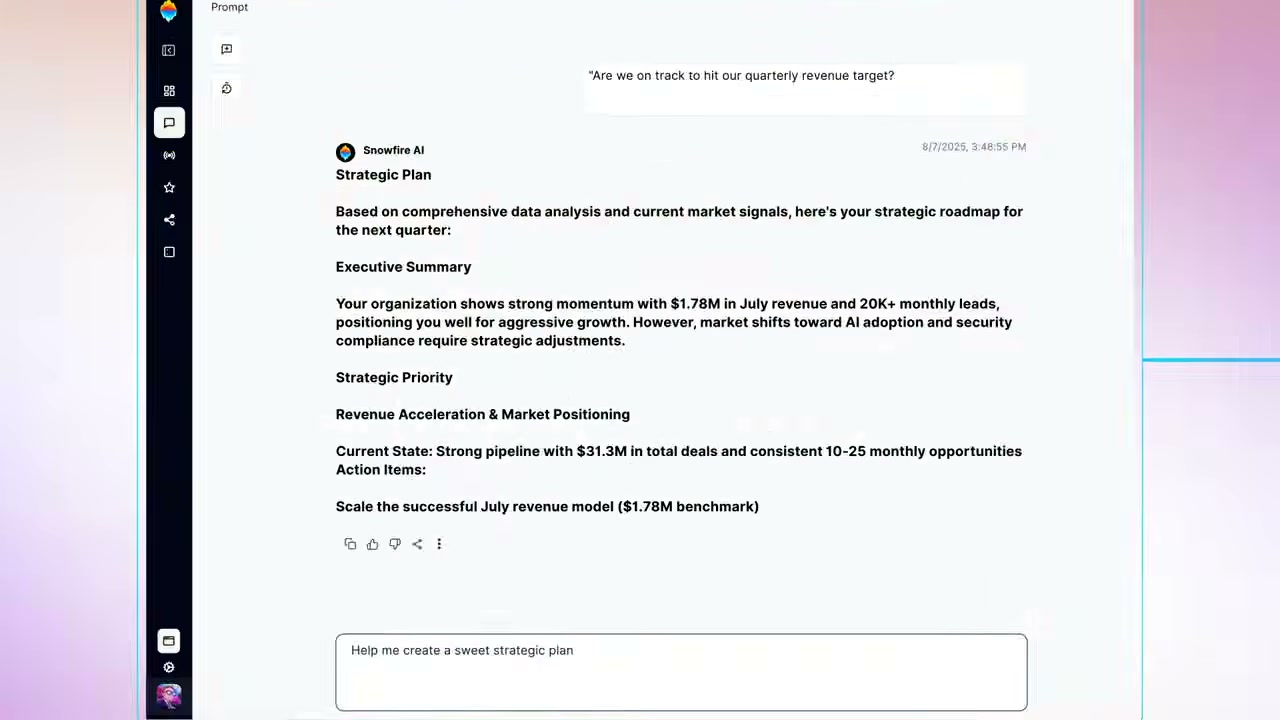 Prompt
"Are we on track to hit our quarterly revenue target?
Snowfire AI
8/7/2025, 3:48:55 PM
Strategic Plan
Based on comprehensive data analysis and current market signals, here's your strategic roadmap for
the next quarter:
Executive Summary
Your organization shows strong momentum with $1.78M in July revenue and 20K+ monthly leads,
positioning you well for aggressive growth. However, market shifts toward AI adoption and security
compliance require strategic adjustments.
Strategic Priority
Revenue Acceleration & Market Positioning
Current State: Strong pipeline with $31.3M in total deals and consistent 10-25 monthly opportunities
Action Items:
Scale the successful July revenue model ($1.78M benchmark)
Help me create a sweet strategic plan